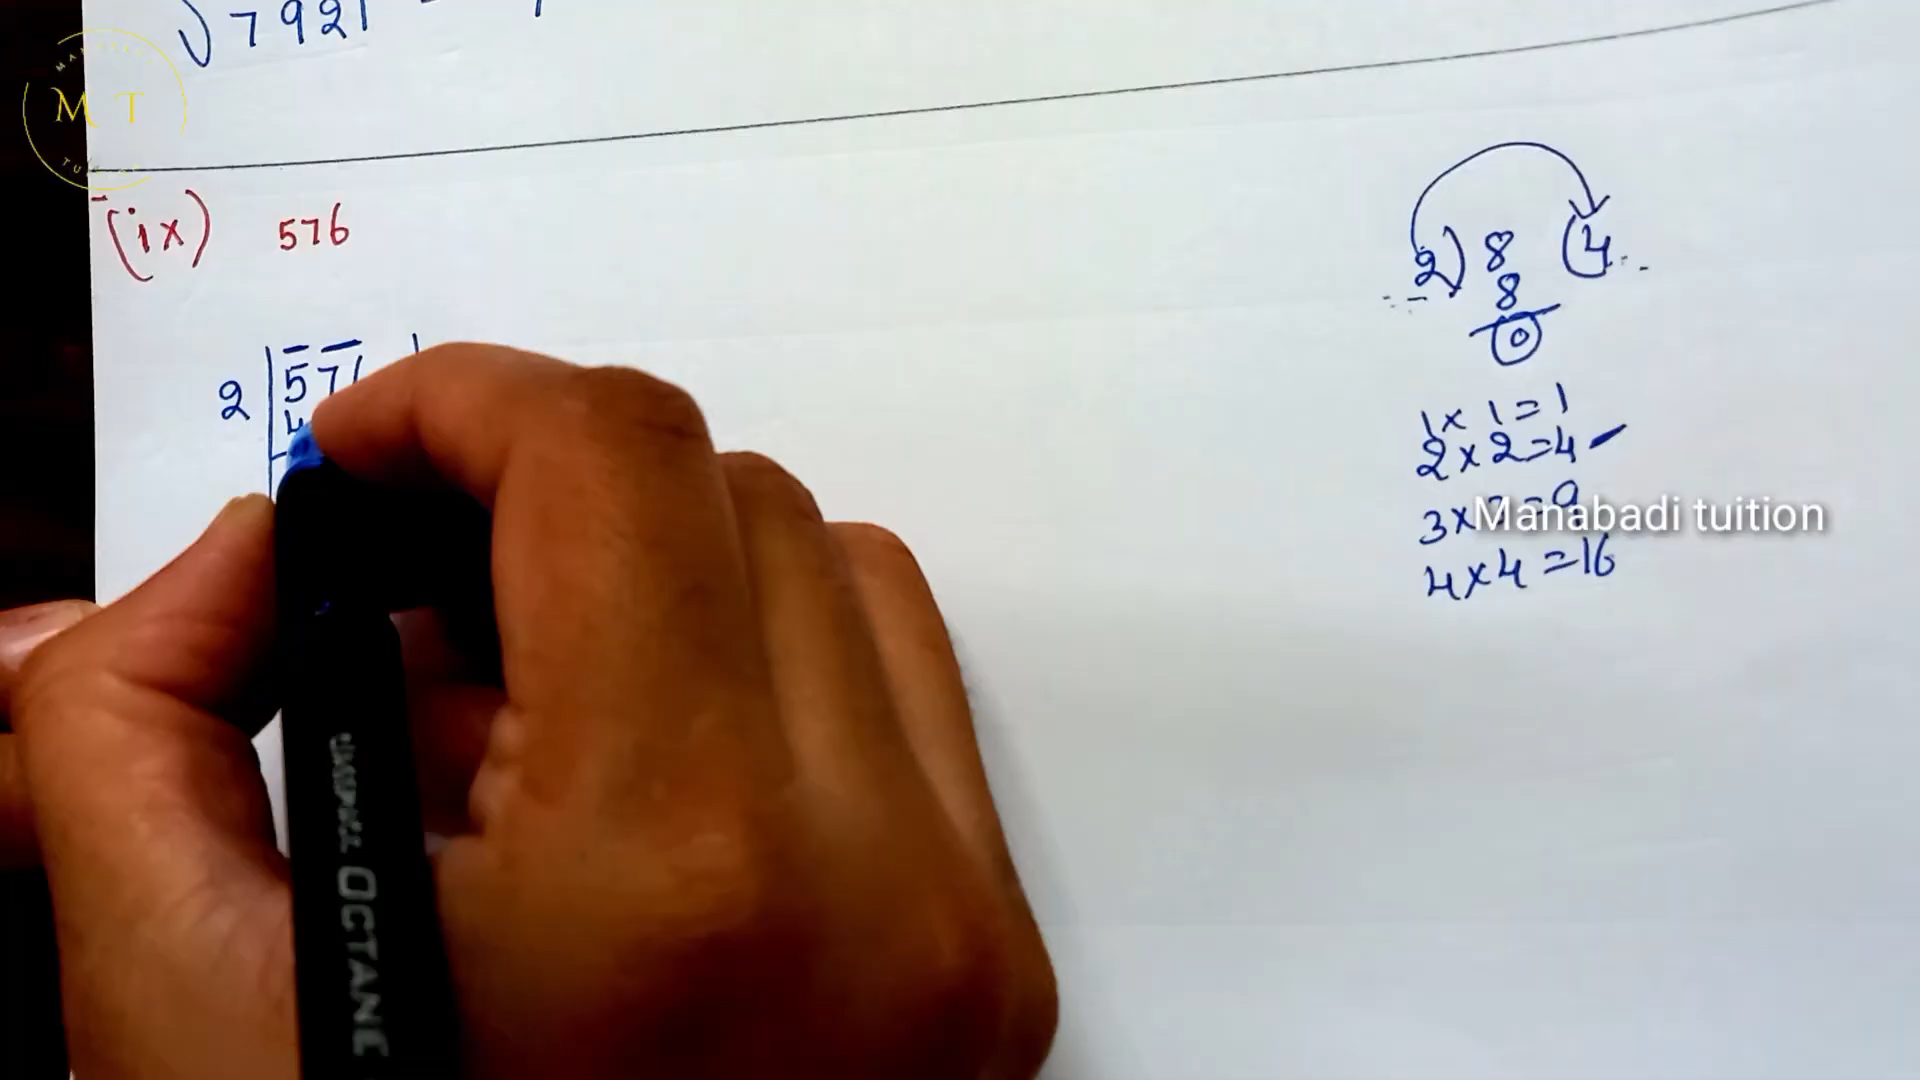 √7921
M T
(ix) 576
2) 8 (4
8
0
2 | 5 7
4
1 x 1 = 1
2 x 2 = 4
3 x 3 = 9
Manabadi tuition
4 x 4 = 16
OCTANE